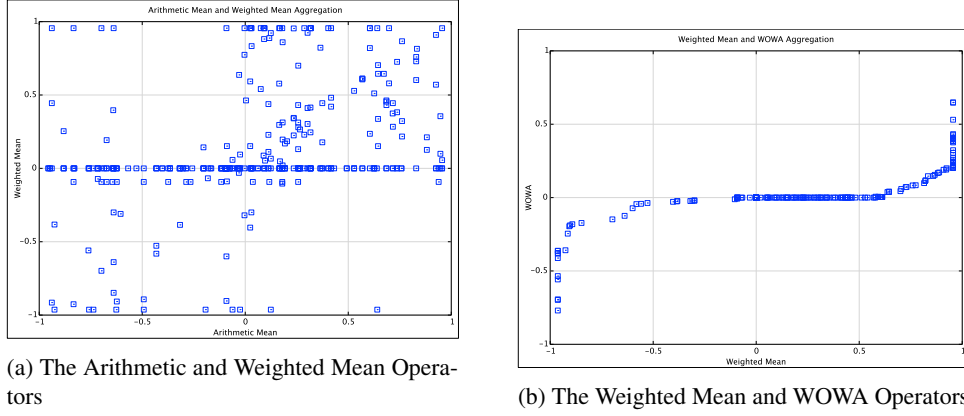 Arithmetic Mean and Weighted Mean Aggregation
1
0.5
0
−0.5
−1
Weighted Mean
−1
−0.5
0
0.5
1
Arithmetic Mean
(a) The Arithmetic and Weighted Mean Opera-
tors
Weighted Mean and WOWA Aggregation
1
0.5
0
−0.5
−1
WOWA
−1
−0.5
0
0.5
1
Weighted Mean
(b) The Weighted Mean and WOWA Operators